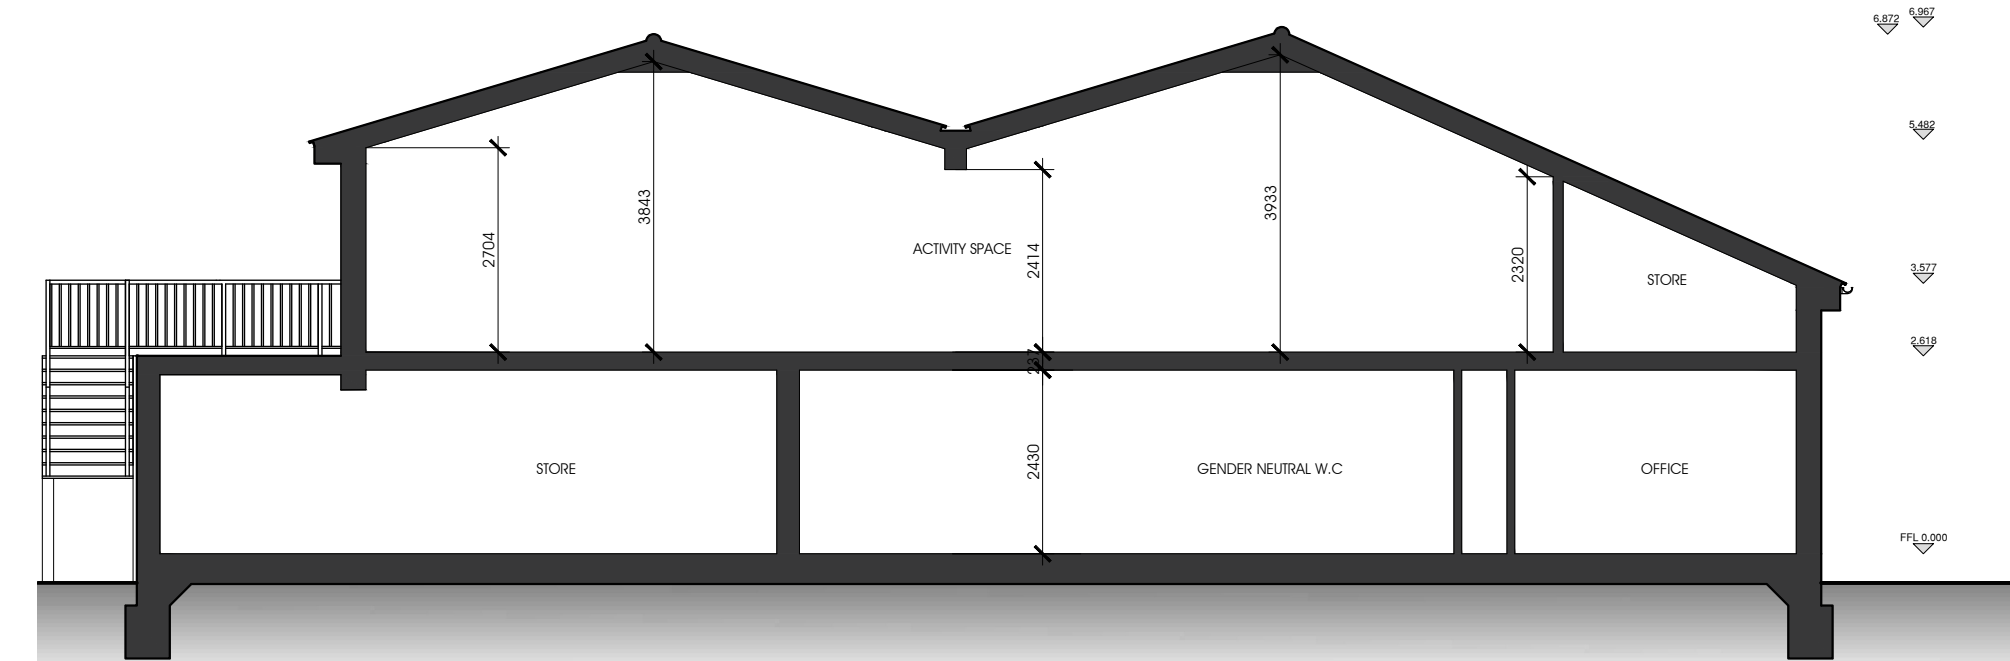 6.872
6.967
5.482
3843
3933
2704
ACTIVITY SPACE
2414
2320
STORE
3.577
2.618
237
STORE
2430
GENDER NEUTRAL W.C
OFFICE
FFL 0.000